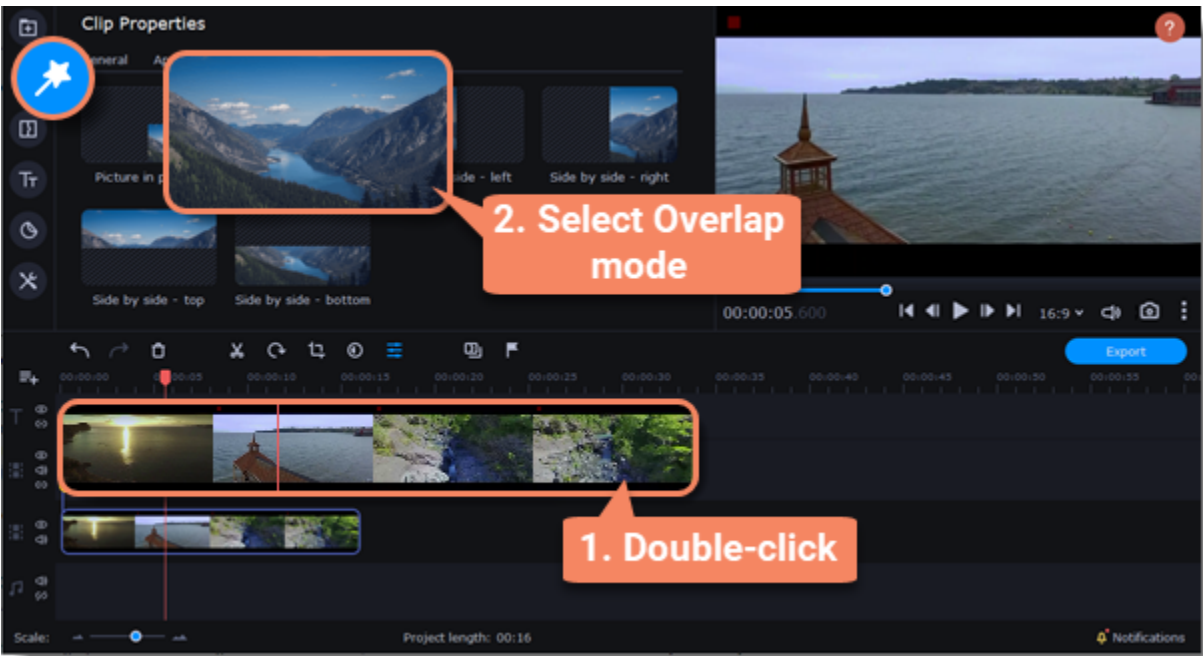 Clip Properties
General
Picture in p
ide - left
Side by side - right
2. Select Overlap
mode
Side by side - top
Side by side - bottom
00:00:05.600
16:9
Export
00:00:00
00:05
00:00:10
00:00:15
00:00:20
00:00:25
00:00:30
00:00:35
00:00:40
00:00:45
00:00:50
00:00:55
1. Double-click
Scale:
Project length: 00:16
Notifications